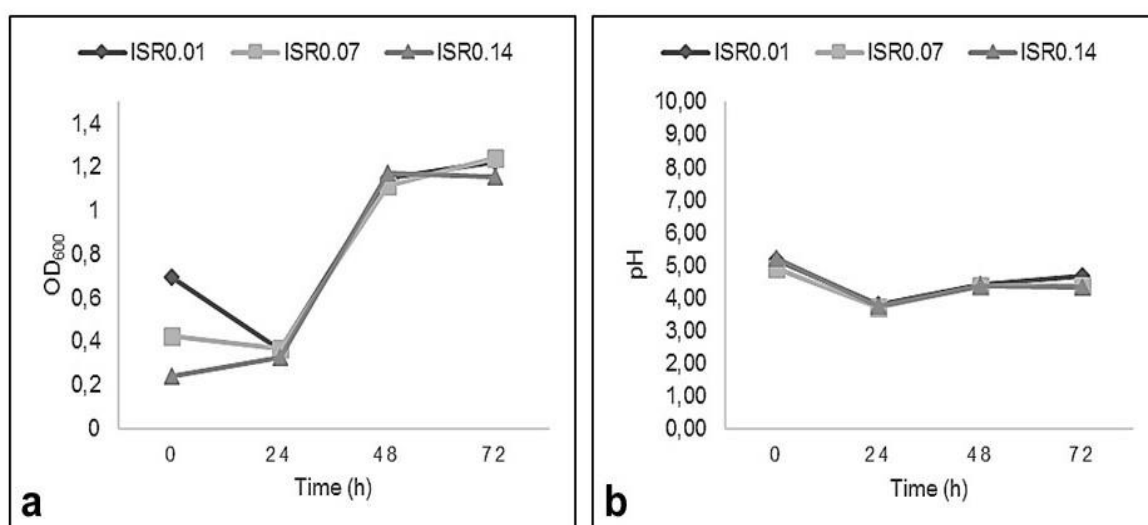 ISR0.01 ISR0.07 ISR0.14
1,4
1,2
1
0,8
0,6
0,4
0,2
0
OD600
0 24 48 72
Time (h)
a
ISR0.01 ISR0.07 ISR0.14
10,00
9,00
8,00
7,00
6,00
5,00
4,00
3,00
2,00
1,00
0,00
pH
0 24 48 72
Time (h)
b